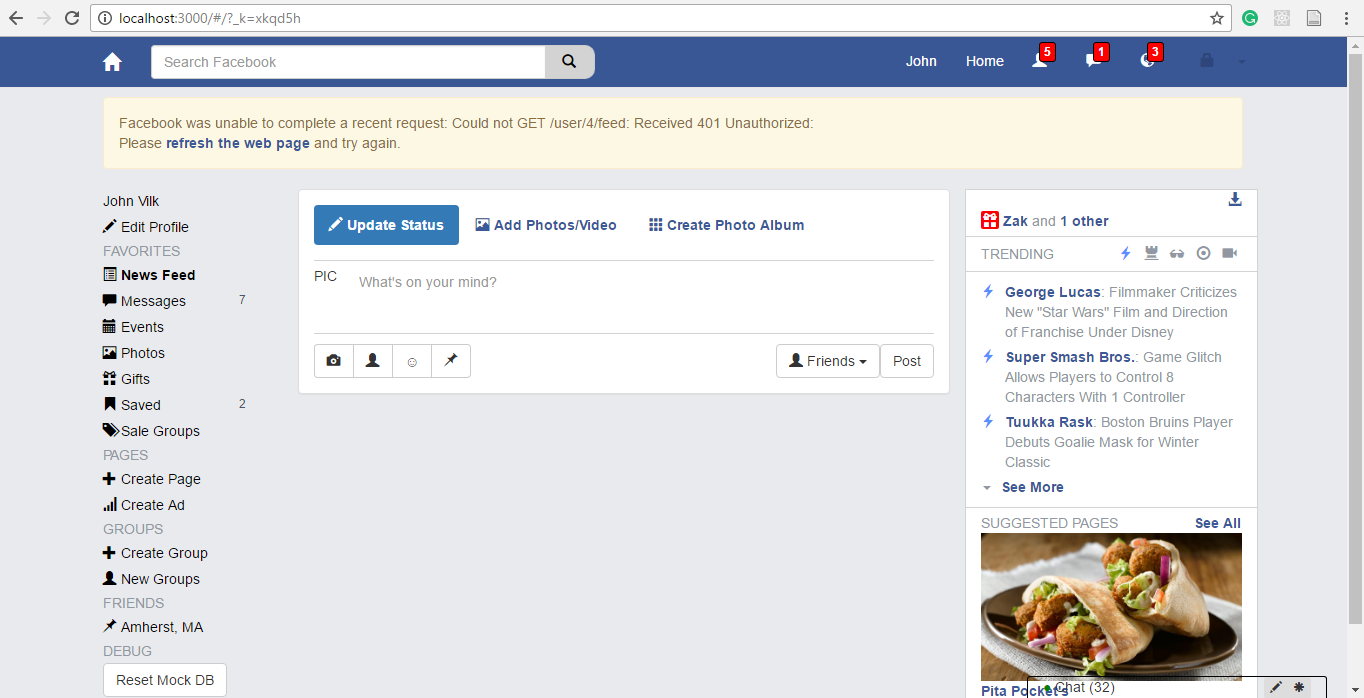 localhost:3000/#/?_k=xkqd5h
Search Facebook
John
Home
5
1
3
Facebook was unable to complete a recent request: Could not GET /user/4/feed: Received 401 Unauthorized:
Please refresh the web page and try again.
John Vilk
Edit Profile
FAVORITES
News Feed
Messages 7
Events
Photos
Gifts
Saved 2
Sale Groups
PAGES
Create Page
Create Ad
GROUPS
Create Group
New Groups
FRIENDS
Amherst, MA
DEBUG
Reset Mock DB
Update Status
Add Photos/Video
Create Photo Album
PIC
What's on your mind?
Friends
Post
Zak and 1 other
TRENDING
George Lucas: Filmmaker Criticizes
New "Star Wars" Film and Direction
of Franchise Under Disney
Super Smash Bros.: Game Glitch
Allows Players to Control 8
Characters With 1 Controller
Tuukka Rask: Boston Bruins Player
Debuts Goalie Mask for Winter
Classic
See More
SUGGESTED PAGES See All
Pita Pocket's
Chat (32)